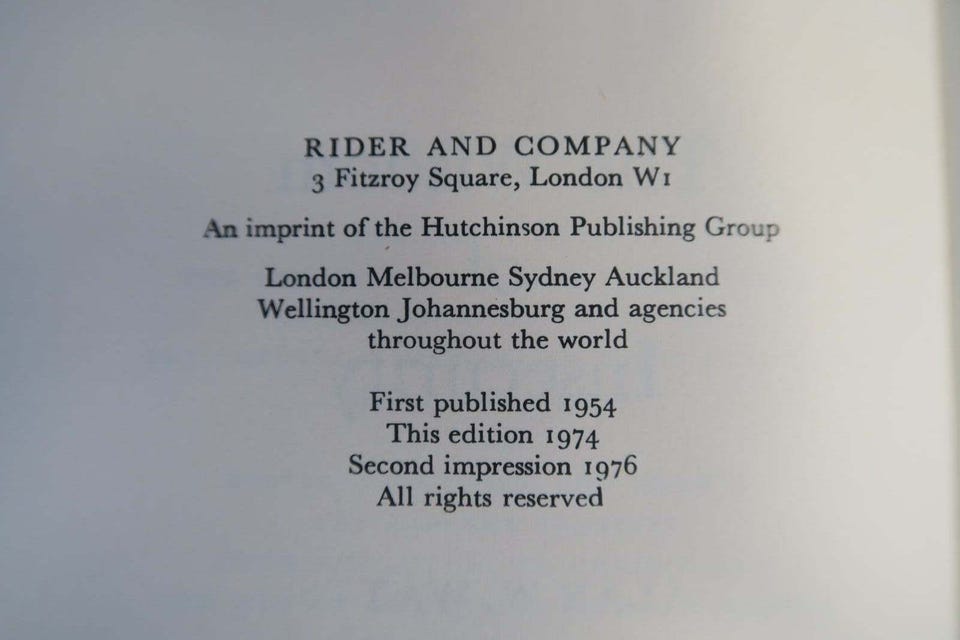 RIDER AND COMPANY
3 Fitzroy Square, London W1
An imprint of the Hutchinson Publishing Group
London Melbourne Sydney Auckland
Wellington Johannesburg and agencies
throughout the world
First published 1954
This edition 1974
Second impression 1976
All rights reserved